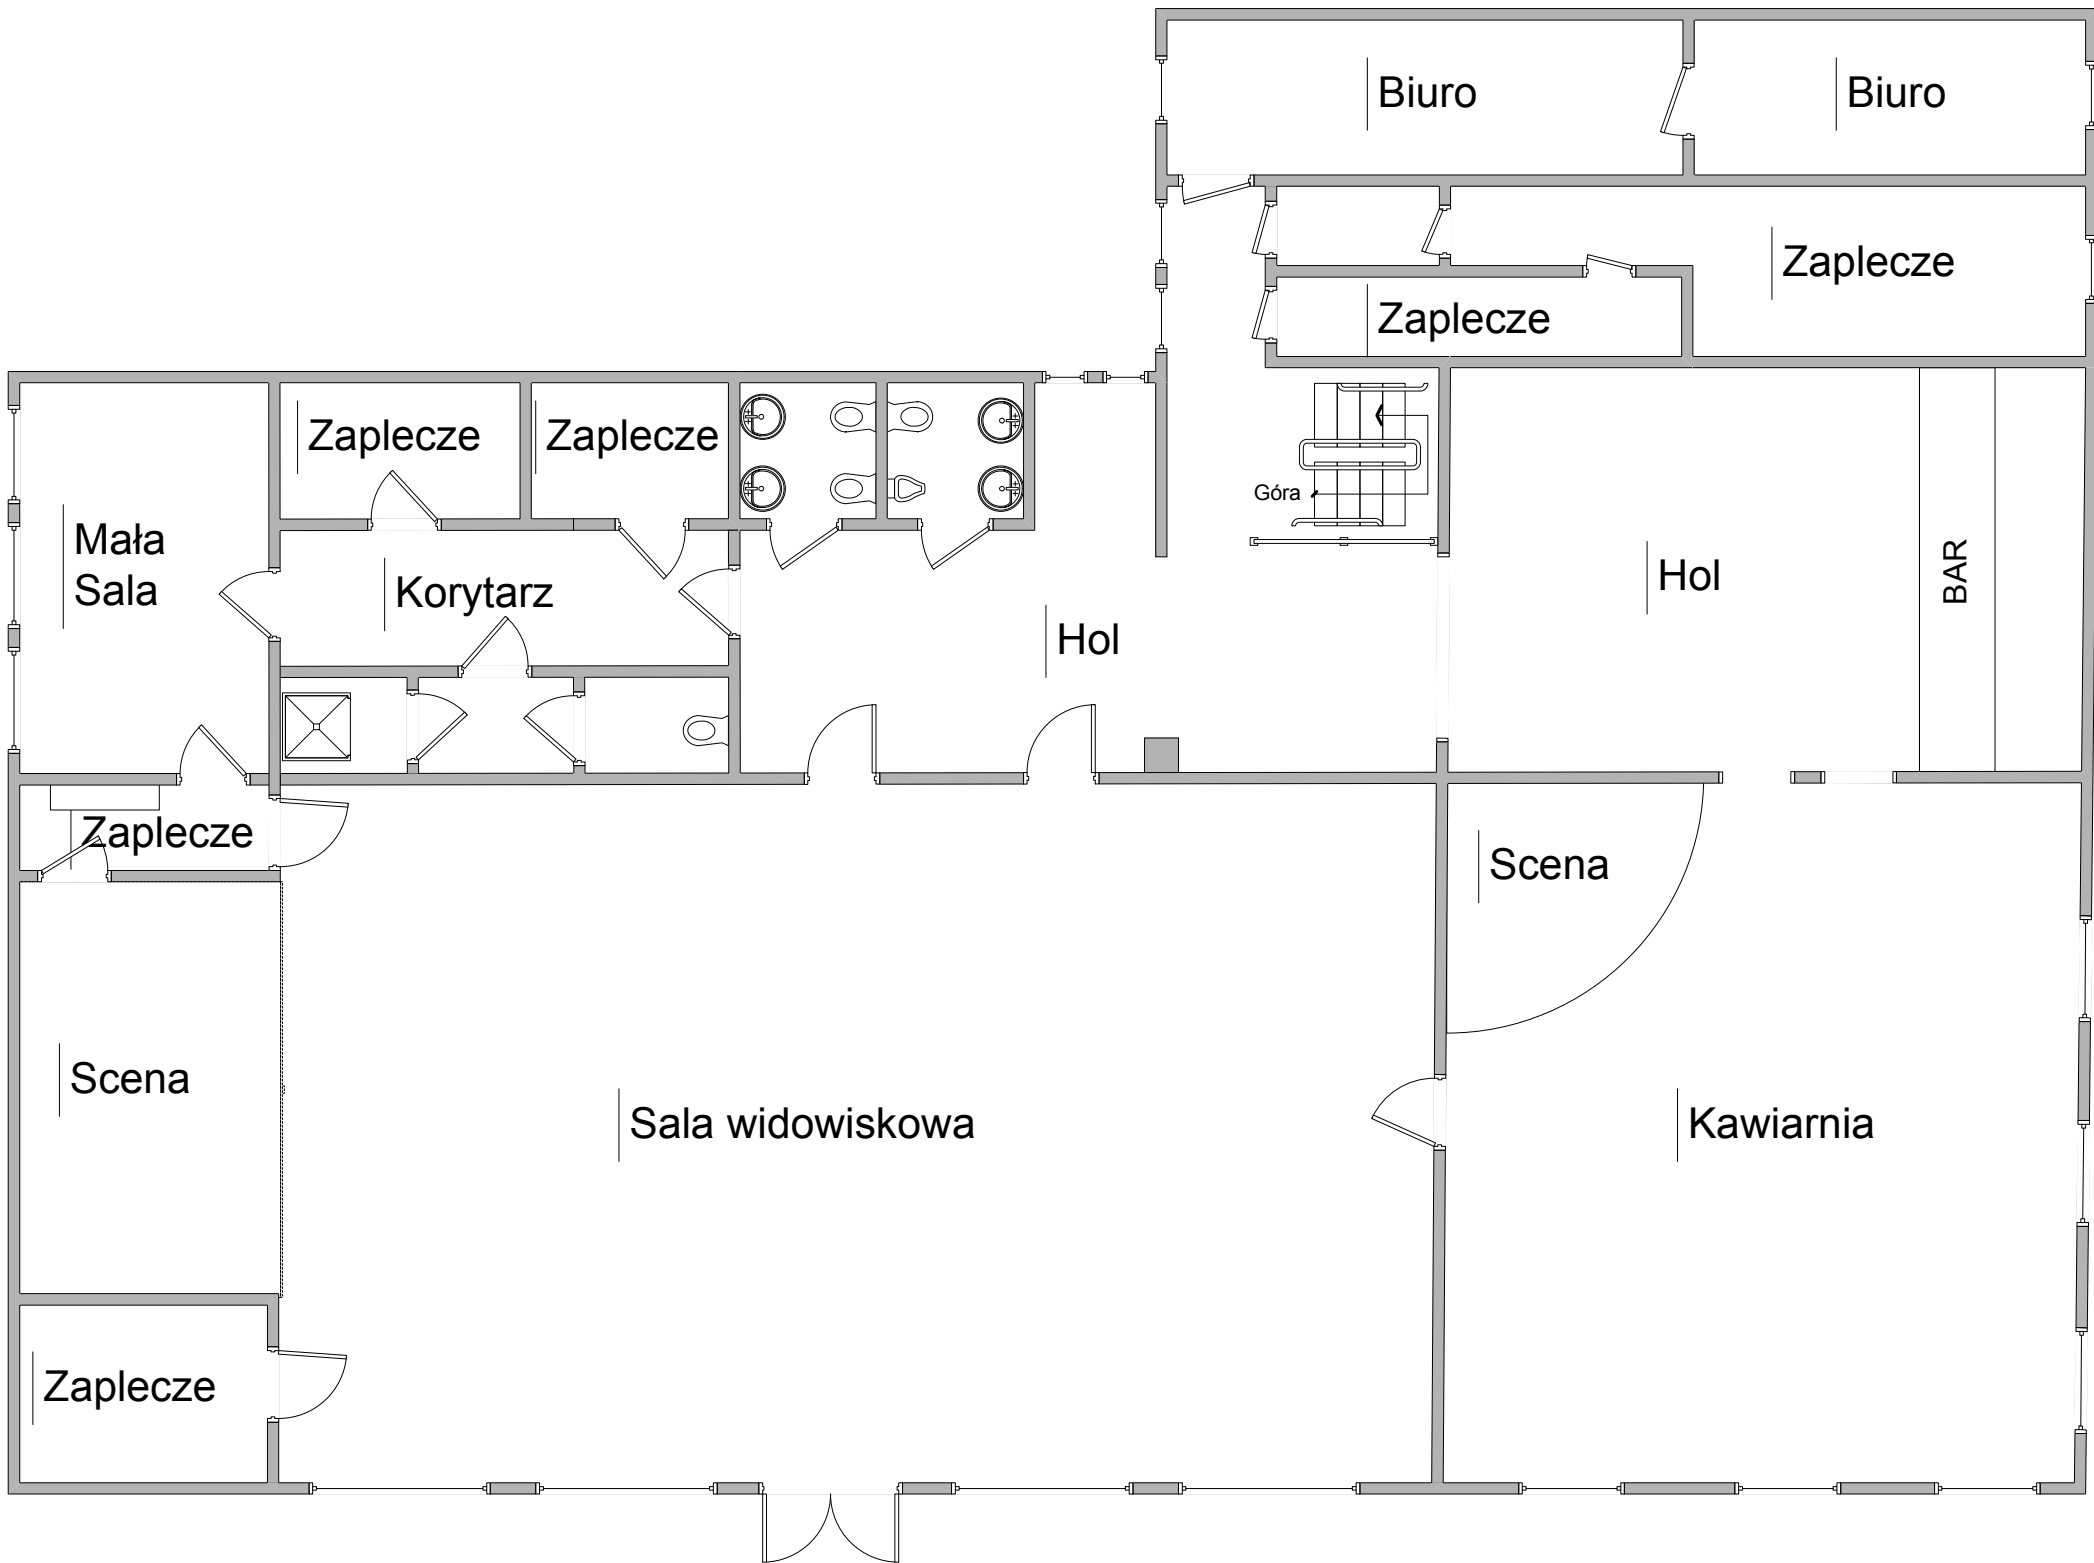 Biuro
Biuro
Zaplecze
Zaplecze
Zaplecze
Zaplecze
Góra
Mała
Sala
Korytarz
Hol
Hol
BAR
Zaplecze
Scena
Scena
Sala widowiskowa
Kawiarnia
Zaplecze